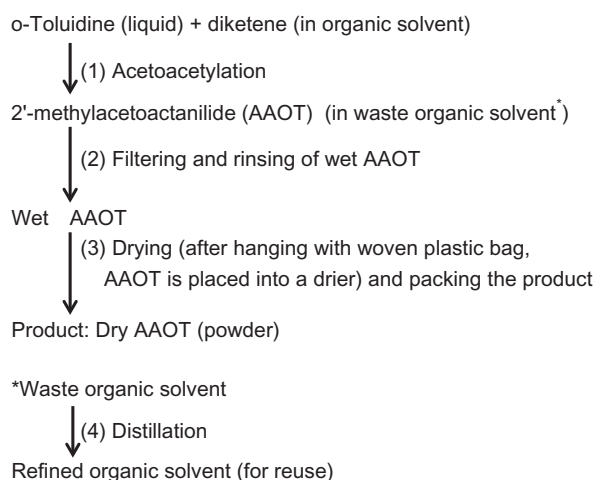 o-Toluidine (liquid) + diketene (in organic solvent)
(1) Acetoacetylation
2'-methylacetoactanilide (AAOT) (in waste organic solvent*)
(2) Filtering and rinsing of wet AAOT
Wet AAOT
(3) Drying (after hanging with woven plastic bag,
AAOT is placed into a drier) and packing the product
Product: Dry AAOT (powder)
*Waste organic solvent
(4) Distillation
Refined organic solvent (for reuse)